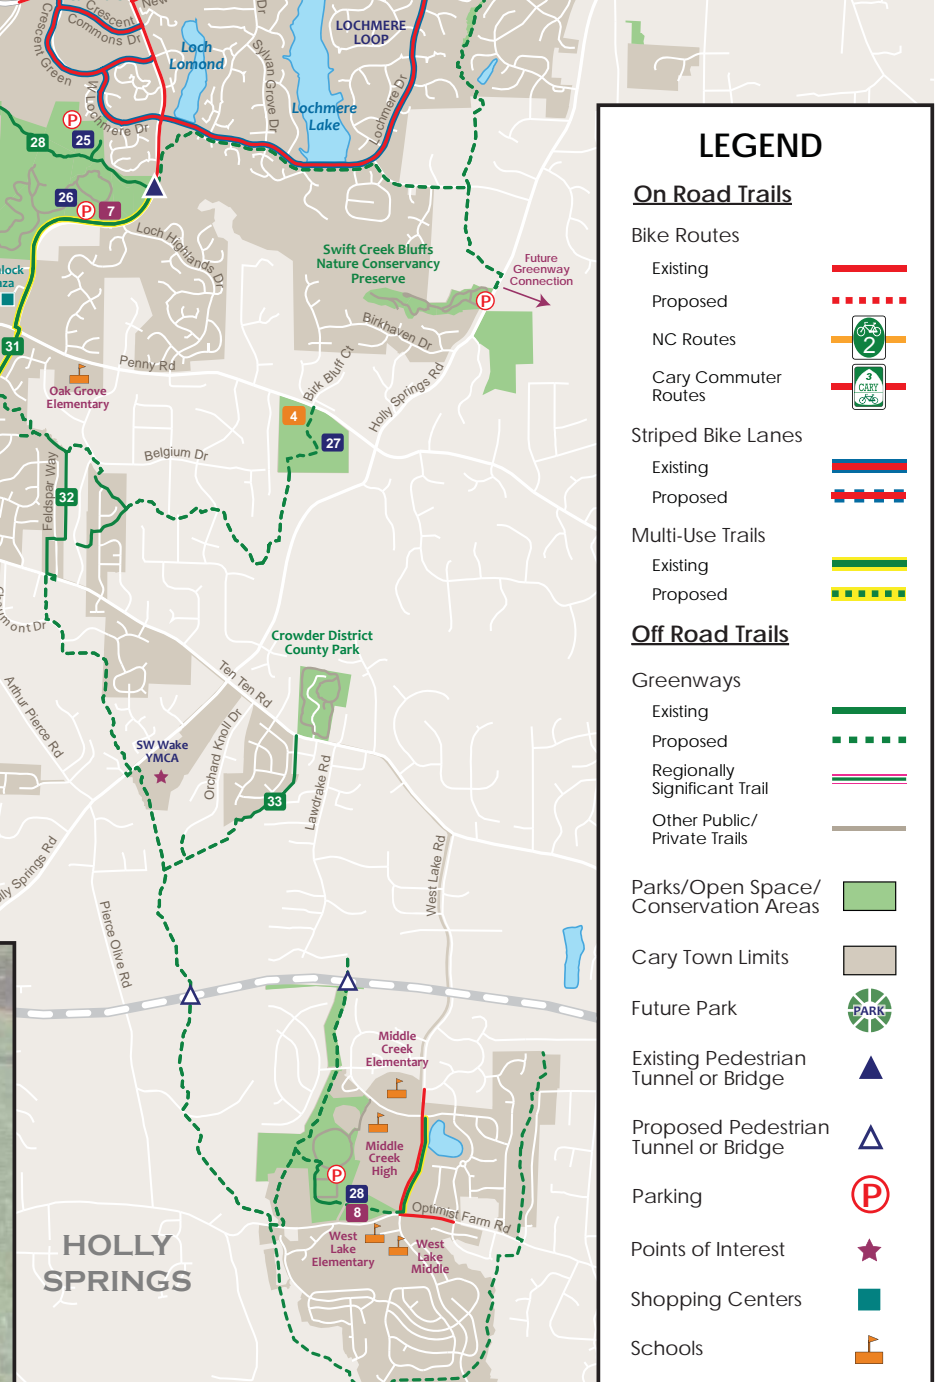 Crescent
Commons Dr
Crescent Green
Dr
Loch
Lomond
Sylvan Grove Dr
LOCHMERE
LOOP
Lochmere
Lake
Lochmere Dr
W Lochmere Dr
P
28
25
26
P
7
Loch Highlands Dr
Swift Creek Bluffs
Nature Conservancy
Preserve
Future
Greenway
Connection
P
Birkhaven Dr
31
Penny Rd
Oak Grove
Elementary
Birk Bluff Ct
Holly Springs Rd
4
27
Belgium Dr
Feldspar Way
32
Crowder District
County Park
Ten Ten Rd
Arthur Pierce Rd
SW Wake
YMCA
Orchard Knoll Dr
Lawdrake Rd
33
West Lake Rd
Pierce Olive Rd
Middle
Creek
Elementary
Middle
Creek
High
P
28
8
Optimist Farm Rd
West
Lake
Elementary
West
Lake
Middle
HOLLY
SPRINGS
LEGEND
On Road Trails
Bike Routes
Existing
Proposed
NC Routes
2
Cary Commuter
Routes
3
CARY
Striped Bike Lanes
Existing
Proposed
Multi-Use Trails
Existing
Proposed
Off Road Trails
Greenways
Existing
Proposed
Regionally
Significant Trail
Other Public/
Private Trails
Parks/Open Space/
Conservation Areas
Cary Town Limits
Future Park
PARK
Existing Pedestrian
Tunnel or Bridge
Proposed Pedestrian
Tunnel or Bridge
Parking
P
Points of Interest
Shopping Centers
Schools